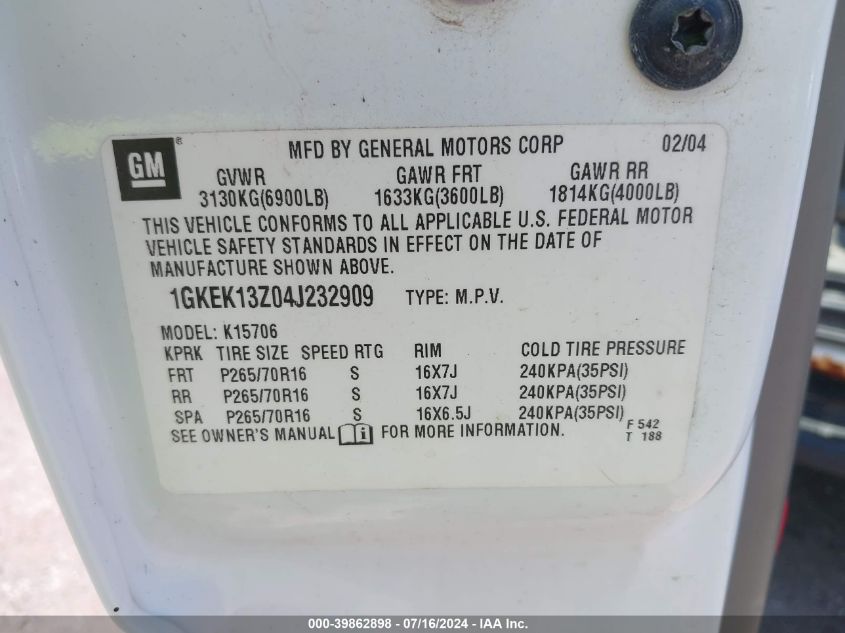 GM ®
MFD BY GENERAL MOTORS CORP 02/04
GVWR GAWR FRT GAWR RR
3130KG(6900LB) 1633KG(3600LB) 1814KG(4000LB)
THIS VEHICLE CONFORMS TO ALL APPLICABLE U.S. FEDERAL MOTOR
VEHICLE SAFETY STANDARDS IN EFFECT ON THE DATE OF
MANUFACTURE SHOWN ABOVE.
1GKEK13Z04J232909 TYPE: M.P.V.
MODEL: K15706
KPRK TIRE SIZE SPEED RTG RIM COLD TIRE PRESSURE
FRT P265/70R16 S 16X7J 240KPA(35PSI)
RR P265/70R16 S 16X7J 240KPA(35PSI)
SPA P265/70R16 S 16X6.5J 240KPA(35PSI)
SEE OWNER'S MANUAL i FOR MORE INFORMATION.
F 542
T 188
000-39862898 - 07/16/2024 - IAA Inc.